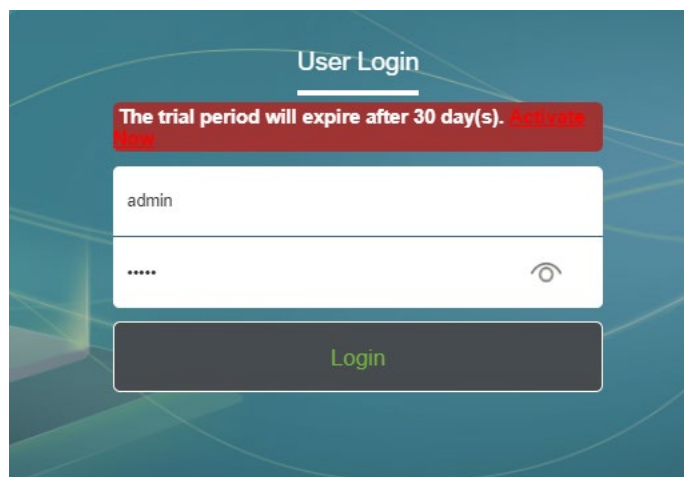 User Login
The trial period will expire after 30 day(s). Activate
Now
admin
•••••
Login